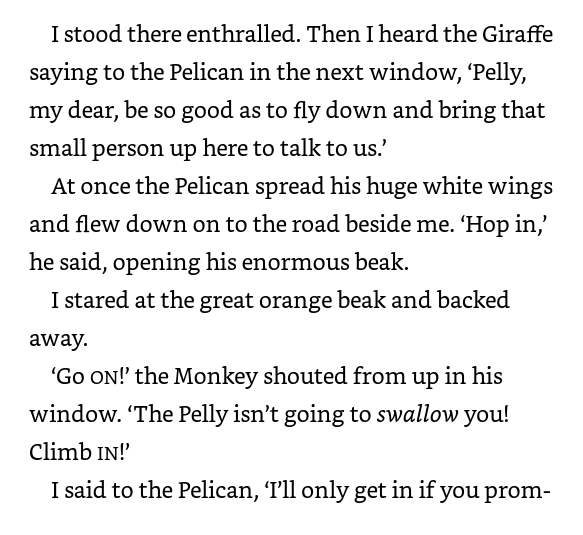 I stood there enthralled. Then I heard the Giraffe
saying to the Pelican in the next window, ‘Pelly,
my dear, be so good as to fly down and bring that
small person up here to talk to us.’
At once the Pelican spread his huge white wings
and flew down on to the road beside me. ‘Hop in,’
he said, opening his enormous beak.
I stared at the great orange beak and backed
away.
‘Go ON!’ the Monkey shouted from up in his
window. ‘The Pelly isn’t going to swallow you!
Climb IN!’
I said to the Pelican, ‘I’ll only get in if you prom-